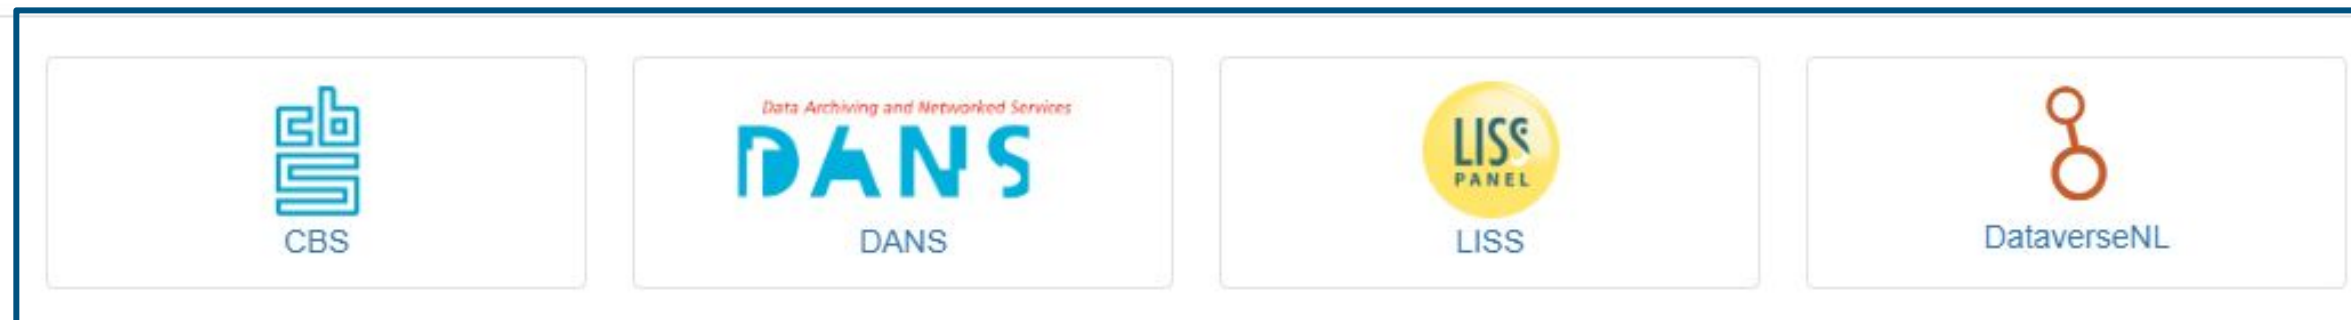 cbs
CBS
Data Archiving and Networked Services
DANS
DANS
LISS
PANEL
LISS
DataverseNL